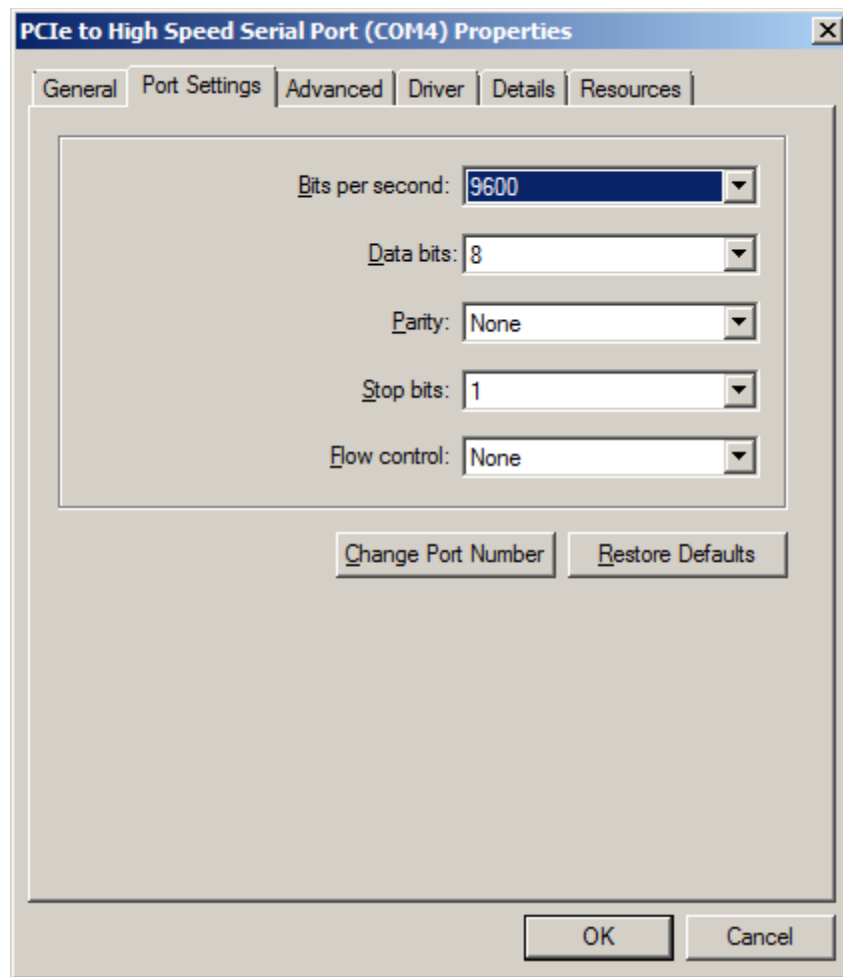 PCIe to High Speed Serial Port (COM4) Properties
General Port Settings Advanced Driver Details Resources
Bits per second: 9600
Data bits: 8
Parity: None
Stop bits: 1
Flow control: None
Change Port Number Restore Defaults
OK Cancel